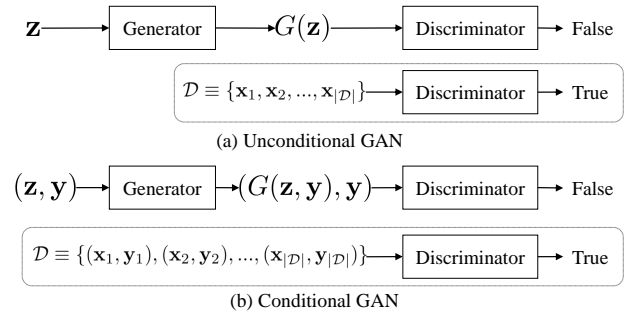 z Generator G(z) Discriminator False
𝒟 ≡ {x₁, x₂, ..., x|𝒟|} Discriminator True
(a) Unconditional GAN
(z, y) Generator (G(z, y), y) Discriminator False
𝒟 ≡ {(x₁, y₁), (x₂, y₂), ..., (x|𝒟|, y|𝒟|)} Discriminator True
(b) Conditional GAN